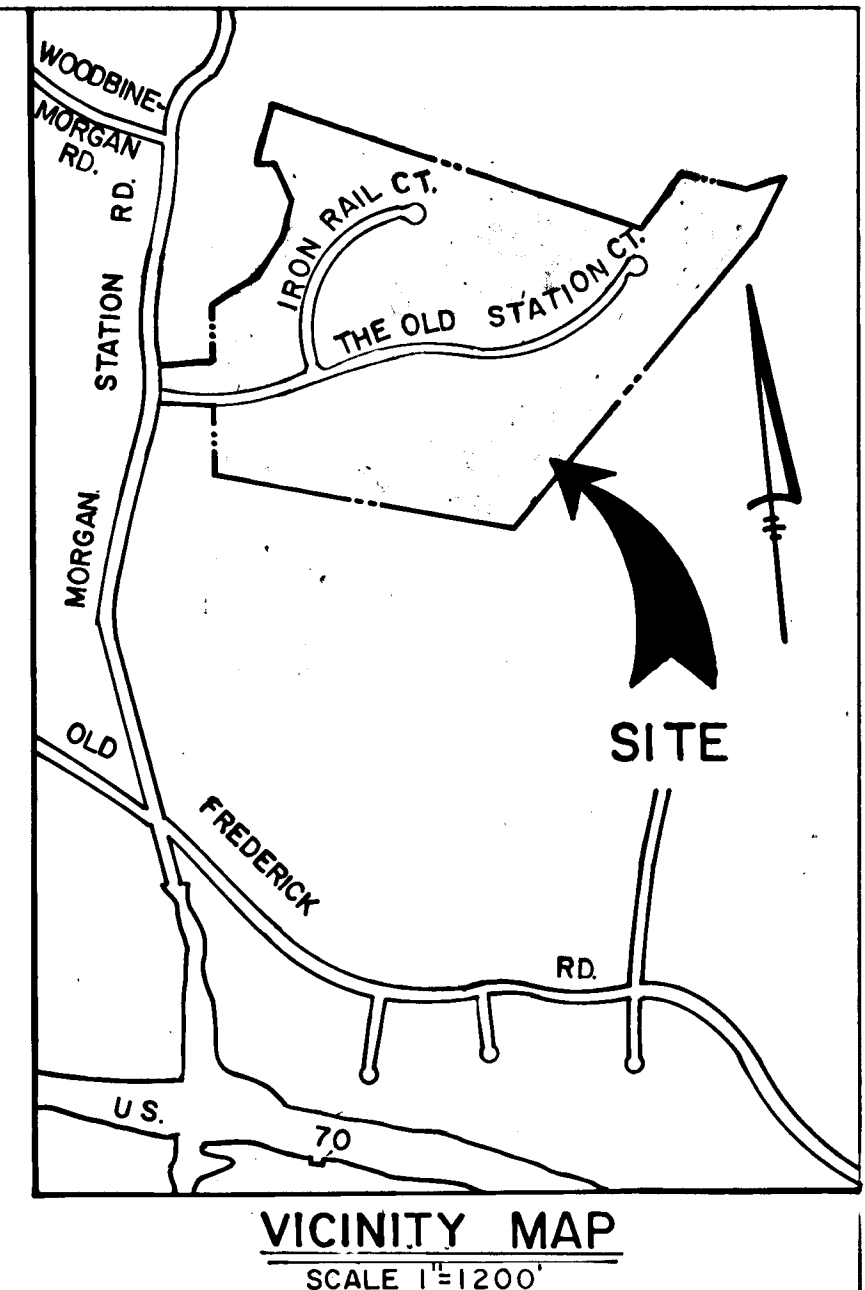 WOODBINE-
MORGAN
RD.
MORGAN. STATION RD.
IRON RAIL CT.
THE OLD STATION CT.
SITE
OLD FREDERICK RD.
U S. 70
VICINITY MAP
SCALE 1"=1200'